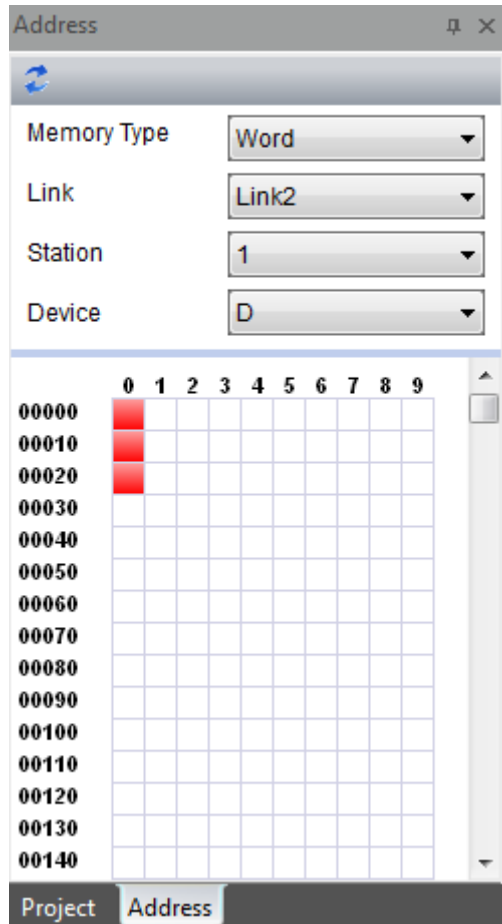 Address
Memory Type Word
Link Link2
Station 1
Device D
0 1 2 3 4 5 6 7 8 9
00000
00010
00020
00030
00040
00050
00060
00070
00080
00090
00100
00110
00120
00130
00140
Project Address